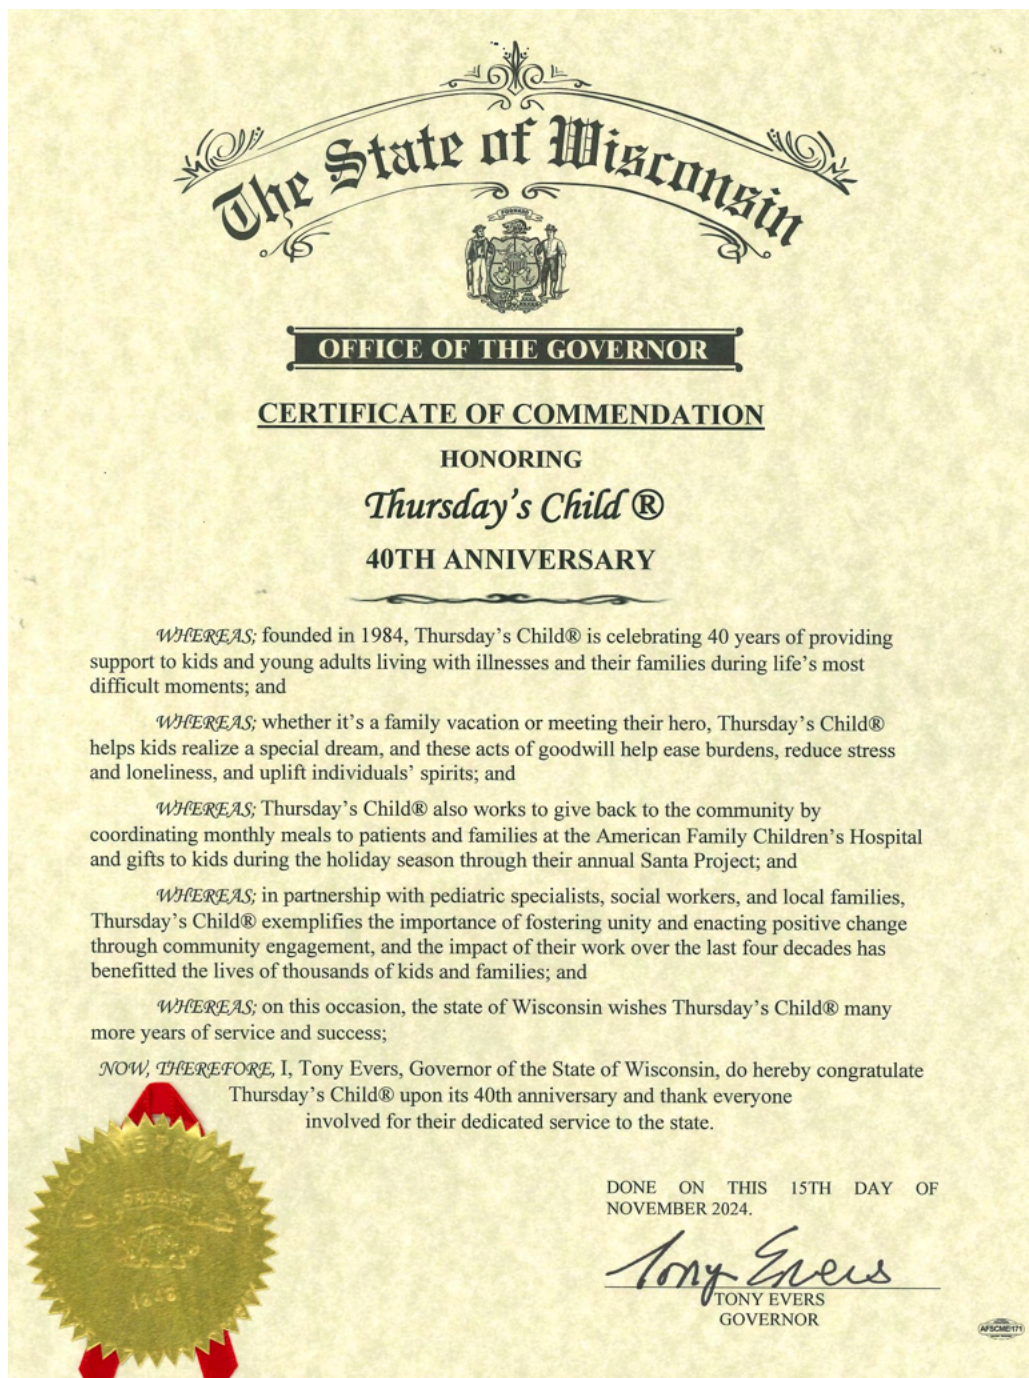 The State of Wisconsin
FORWARD
OFFICE OF THE GOVERNOR
CERTIFICATE OF COMMENDATION
HONORING
Thursday's Child ®
40TH ANNIVERSARY
WHEREAS; founded in 1984, Thursday's Child® is celebrating 40 years of providing
support to kids and young adults living with illnesses and their families during life's most
difficult moments; and
WHEREAS; whether it's a family vacation or meeting their hero, Thursday's Child®
helps kids realize a special dream, and these acts of goodwill help ease burdens, reduce stress
and loneliness, and uplift individuals' spirits; and
WHEREAS; Thursday's Child® also works to give back to the community by
coordinating monthly meals to patients and families at the American Family Children's Hospital
and gifts to kids during the holiday season through their annual Santa Project; and
WHEREAS; in partnership with pediatric specialists, social workers, and local families,
Thursday's Child® exemplifies the importance of fostering unity and enacting positive change
through community engagement, and the impact of their work over the last four decades has
benefitted the lives of thousands of kids and families; and
WHEREAS; on this occasion, the state of Wisconsin wishes Thursday's Child® many
more years of service and success;
NOW, THEREFORE, I, Tony Evers, Governor of the State of Wisconsin, do hereby congratulate
Thursday's Child® upon its 40th anniversary and thank everyone
involved for their dedicated service to the state.
DONE ON THIS 15TH DAY OF
NOVEMBER 2024.
Tony Evers
TONY EVERS
GOVERNOR
AFSCME171